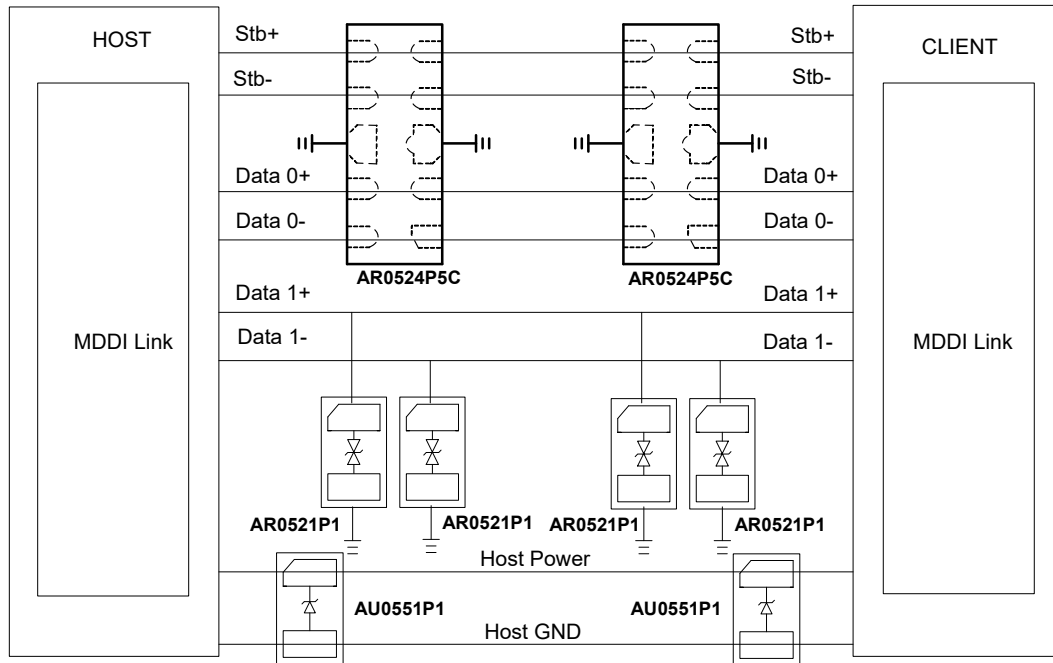 HOST
Stb+
Stb+
CLIENT
Stb-
Stb-
Data 0+
Data 0+
Data 0-
Data 0-
AR0524P5C
AR0524P5C
Data 1+
Data 1+
MDDI Link
Data 1-
Data 1-
MDDI Link
AR0521P1
AR0521P1
AR0521P1
AR0521P1
Host Power
AU0551P1
AU0551P1
Host GND